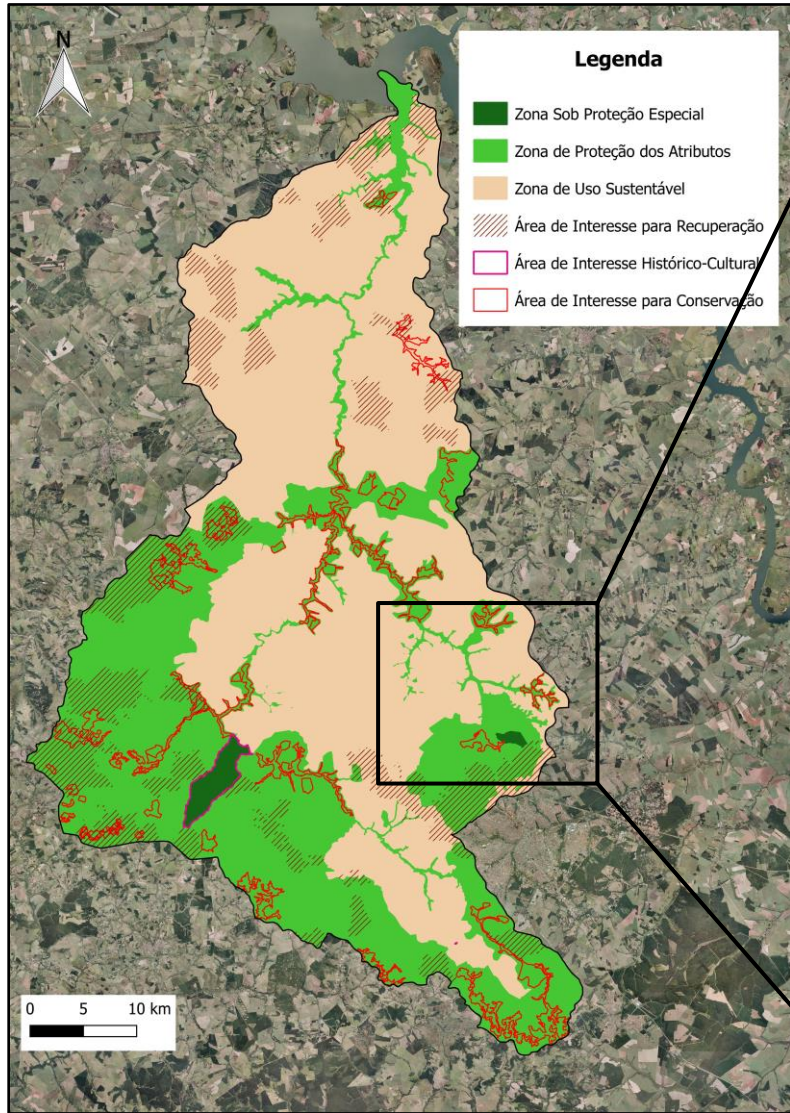 N
Legenda
Zona Sob Proteção Especial
Zona de Proteção dos Atributos
Zona de Uso Sustentável
Área de Interesse para Recuperação
Área de Interesse Histórico-Cultural
Área de Interesse para Conservação
0 5 10 km